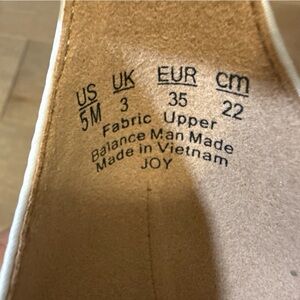 US UK EUR cm
5M 3 35 22
Fabric Upper
Balance Man Made
Made in Vietnam
JOY